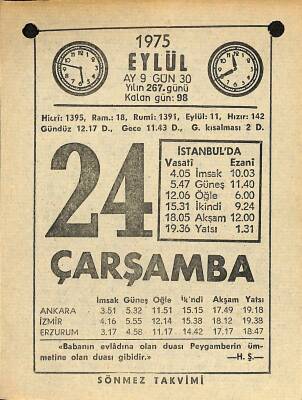 1975
EYLÜL
AY 9 GÜN 30
Yılın 267. günü
Kalan gün: 98
Hicrî: 1395, Ram.: 18, Rumî: 1391, Eylül: 11, Hızır: 142
Gündüz 12.17 D., Gece 11.43 D., G. kısalması 2 D.
24
İSTANBUL'DA
Vasatî Ezanî
4.05 İmsak 10.03
5.47 Güneş 11.40
12.06 Öğle 6.00
15.31 İkindi 9.24
18.05 Akşam 12.00
19.36 Yatsı 1.31
ÇARŞAMBA
İmsak Güneş Öğle İk'ndi Akşam Yatsı
ANKARA 3.51 5.32 11.51 15.15 17.49 19.18
İZMİR 4.16 5.55 12.14 15.38 18.12 19.38
ERZURUM 3.17 4.58 11.17 14.42 17.17 18.47
«Babanın evlâdına olan duası Peygamberin üm-
metine olan duası gibidir.» —H. Ş.—
SÖNMEZ TAKVİMİ